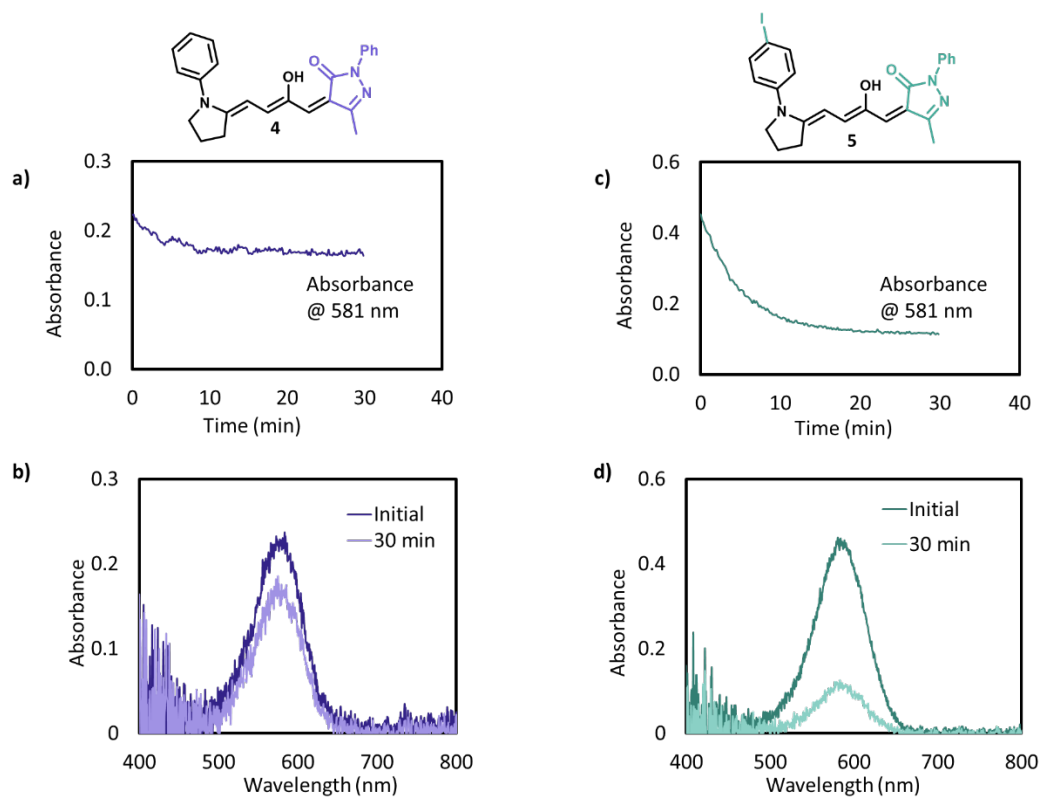 Ph
O
N
OH
N
N
4
I
Ph
O
N
OH
N
N
5
a)
0.3
0.2
0.1
0.0
Absorbance
Absorbance
@ 581 nm
0 10 20 30 40
Time (min)
c)
0.6
0.4
0.2
0.0
Absorbance
Absorbance
@ 581 nm
0 10 20 30 40
Time (min)
b)
0.3
0.2
0.1
0
Absorbance
Initial
30 min
400 500 600 700 800
Wavelength (nm)
d)
0.6
0.4
0.2
0
Absorbance
Initial
30 min
400 500 600 700 800
Wavelength (nm)